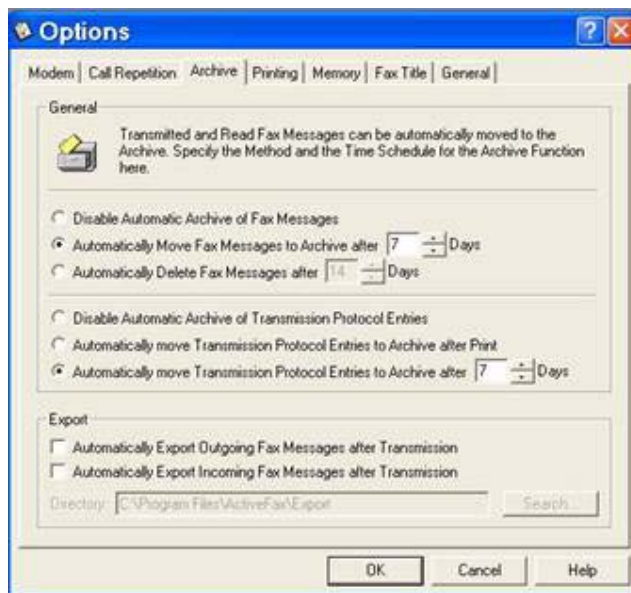 Options
Modem Call Repetition Archive Printing Memory Fax Title General
General
Transmitted and Read Fax Messages can be automatically moved to the
Archive. Specify the Method and the Time Schedule for the Archive Function
here.
Disable Automatic Archive of Fax Messages
Automatically Move Fax Messages to Archive after 7 Days
Automatically Delete Fax Messages after 14 Days
Disable Automatic Archive of Transmission Protocol Entries
Automatically move Transmission Protocol Entries to Archive after Print
Automatically move Transmission Protocol Entries to Archive after 7 Days
Export
Automatically Export Outgoing Fax Messages after Transmission
Automatically Export Incoming Fax Messages after Transmission
Directory: C:\Program Files\ActiveFax\Export Search...
OK Cancel Help